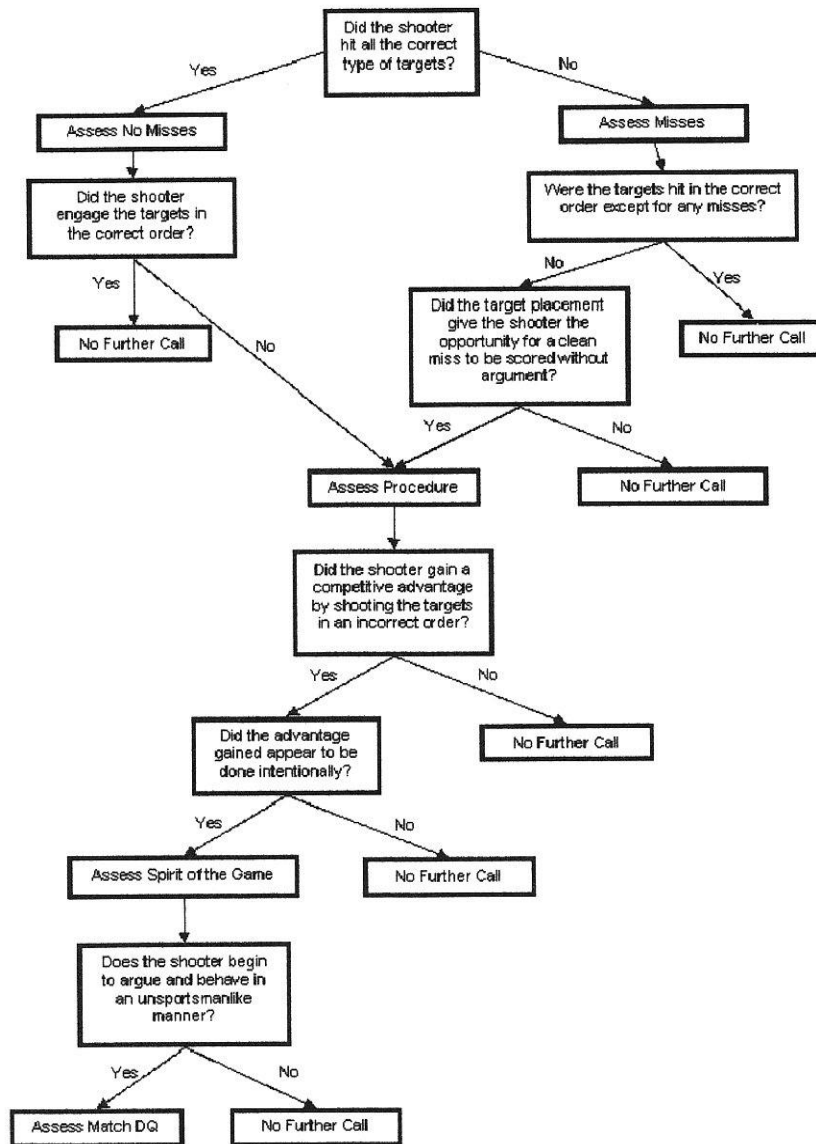 Did the shooter
hit all the correct
type of targets?
Yes
No
Assess No Misses
Assess Misses
Did the shooter
engage the targets in
the correct order?
Were the targets hit in the correct
order except for any misses?
No
Yes
Yes
Did the target placement
give the shooter the
opportunity for a clean
miss to be scored without
argument?
No Further Call
No Further Call
No
Yes
No
Assess Procedure
No Further Call
Did the shooter gain a
competitive advantage
by shooting the targets
in an incorrect order?
Yes
No
Did the advantage
gained appear to be
done intentionally?
No Further Call
Yes
No
Assess Spirit of the Game
No Further Call
Does the shooter begin
to argue and behave in
an unsportsmanlike
manner?
Yes
No
Assess Match DQ
No Further Call